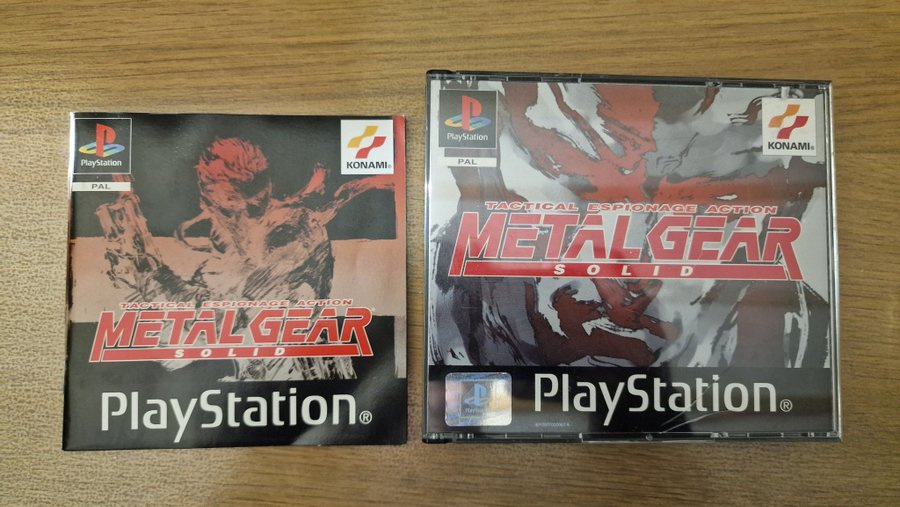 PlayStation
KONAMI®
PAL
TACTICAL ESPIONAGE ACTION
METAL GEAR
SOLID
PlayStation®
PlayStation
KONAMI®
PAL
TACTICAL ESPIONAGE ACTION
METAL GEAR
SOLID
PlayStation®